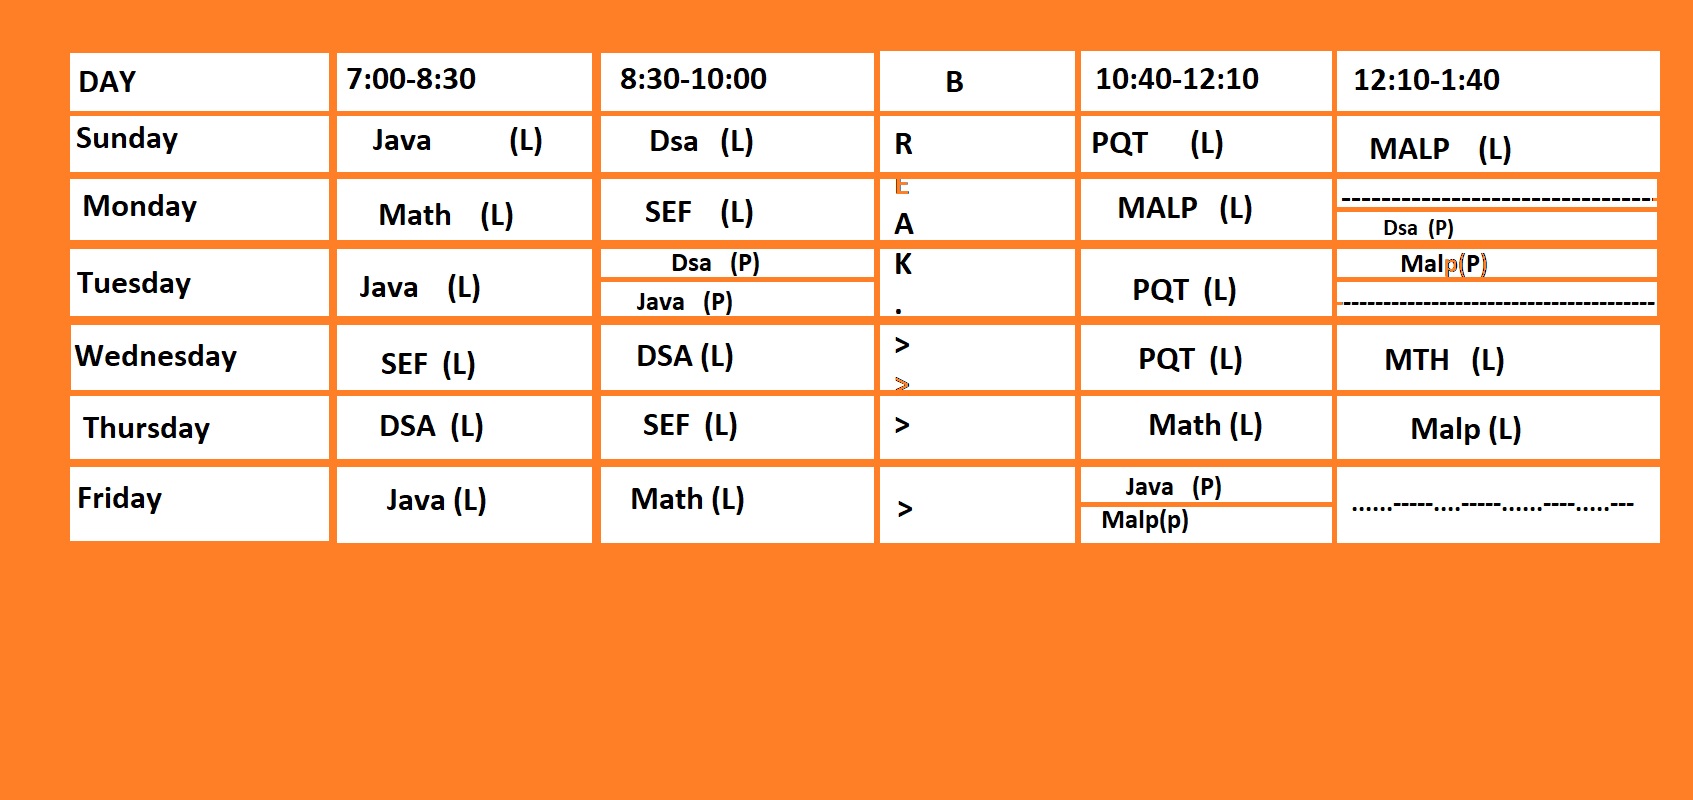 DAY 7:00-8:30 8:30-10:00 B 10:40-12:10 12:10-1:40
Sunday Java (L) Dsa (L) R PQT (L) MALP (L)
Monday Math (L) SEF (L) E MALP (L) ---------------------------------
A Dsa (P)
Tuesday Java (L) Dsa (P) K PQT (L) Malp(P)
Java (P) . ----------------------------------------
Wednesday SEF (L) DSA (L) > PQT (L) MTH (L)
>
Thursday DSA (L) SEF (L) > Math (L) Malp (L)
Friday Java (L) Math (L) > Java (P) ......-----....-----......----.....---
Malp(p)